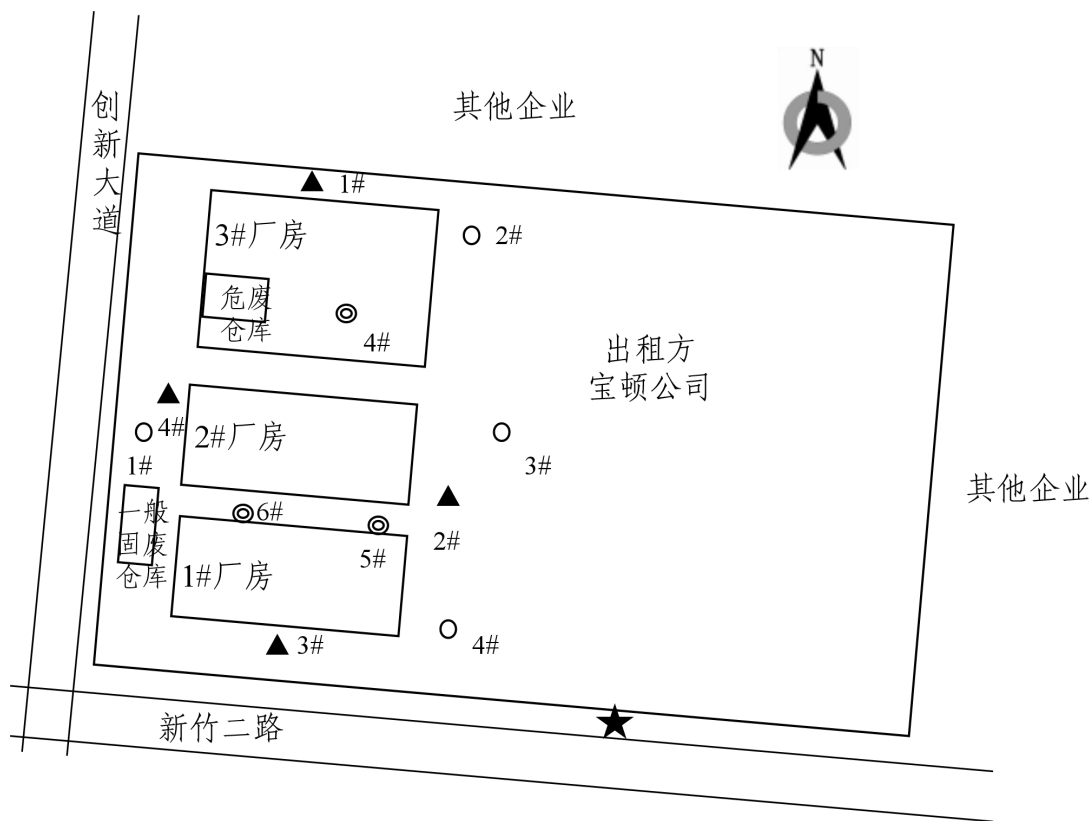 N
其他企业
创新大道
1#
2#
3#厂房
危废
仓库
4#
出租方
宝顿公司
4#
2#厂房
1#
3#
其他企业
一般
固废
仓库
6#
5#
2#
1#厂房
3#
4#
新竹二路